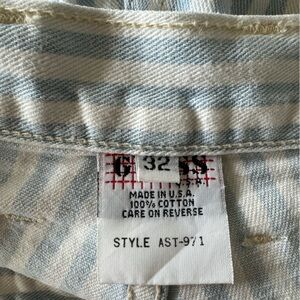 32
MADE IN U.S.A.
100% COTTON
CARE ON REVERSE
STYLE AST-971